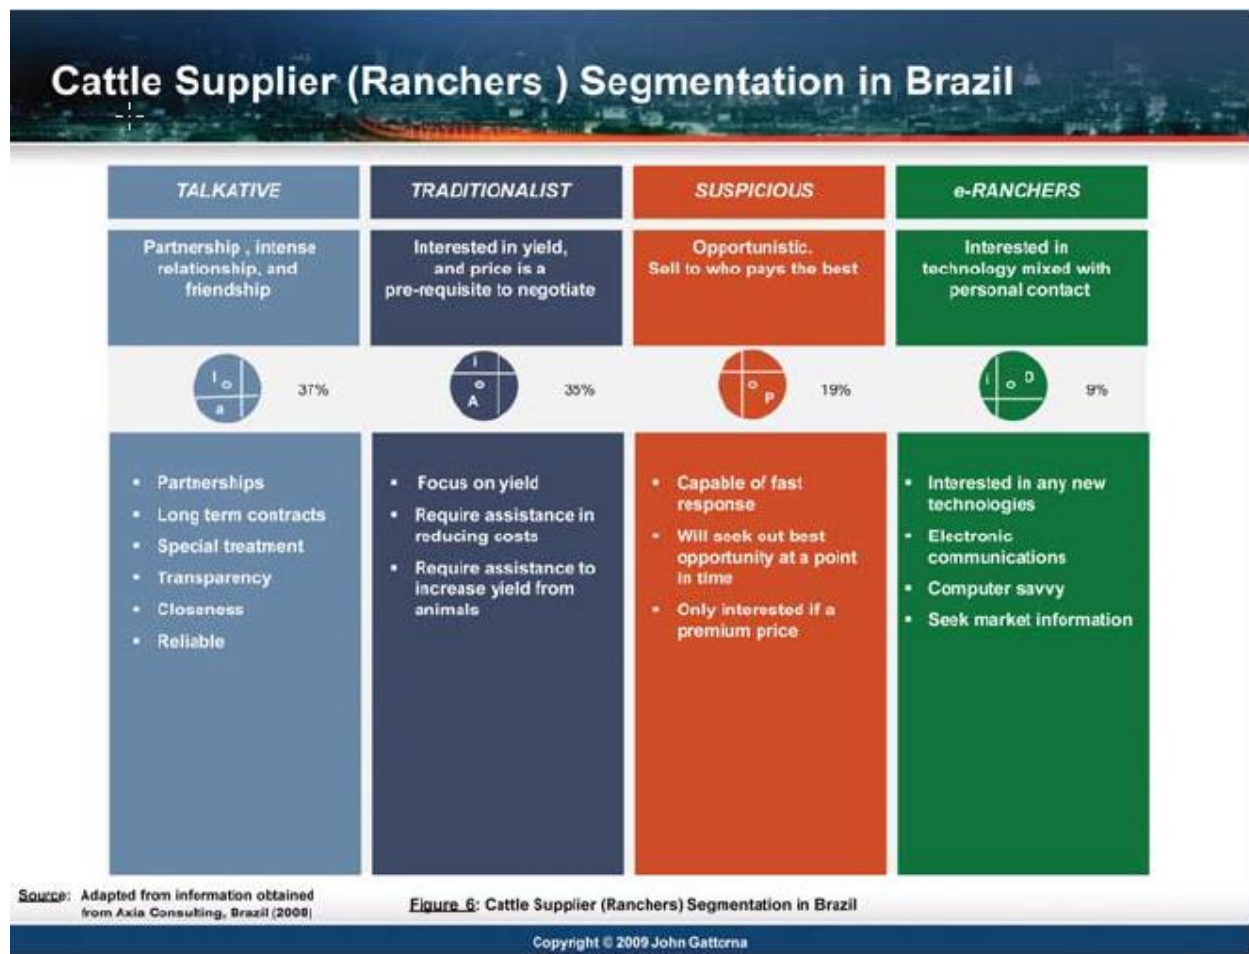 Cattle Supplier (Ranchers ) Segmentation in Brazil
TALKATIVE
Partnership , intense
relationship, and
friendship
I o
a
37%
• Partnerships
• Long term contracts
• Special treatment
• Transparency
• Closeness
• Reliable
TRADITIONALIST
Interested in yield,
and price is a
pre-requisite to negotiate
i
o
A
35%
• Focus on yield
• Require assistance in
reducing costs
• Require assistance to
increase yield from
animals
SUSPICIOUS
Opportunistic.
Sell to who pays the best
o
P
19%
• Capable of fast
response
• Will seek out best
opportunity at a point
in time
• Only interested if a
premium price
e-RANCHERS
Interested in
technology mixed with
personal contact
i o D
9%
• Interested in any new
technologies
• Electronic
communications
• Computer savvy
• Seek market information
Source: Adapted from information obtained
from Axia Consulting, Brazil (2008)
Figure 6: Cattle Supplier (Ranchers) Segmentation in Brazil
Copyright © 2009 John Gattorna